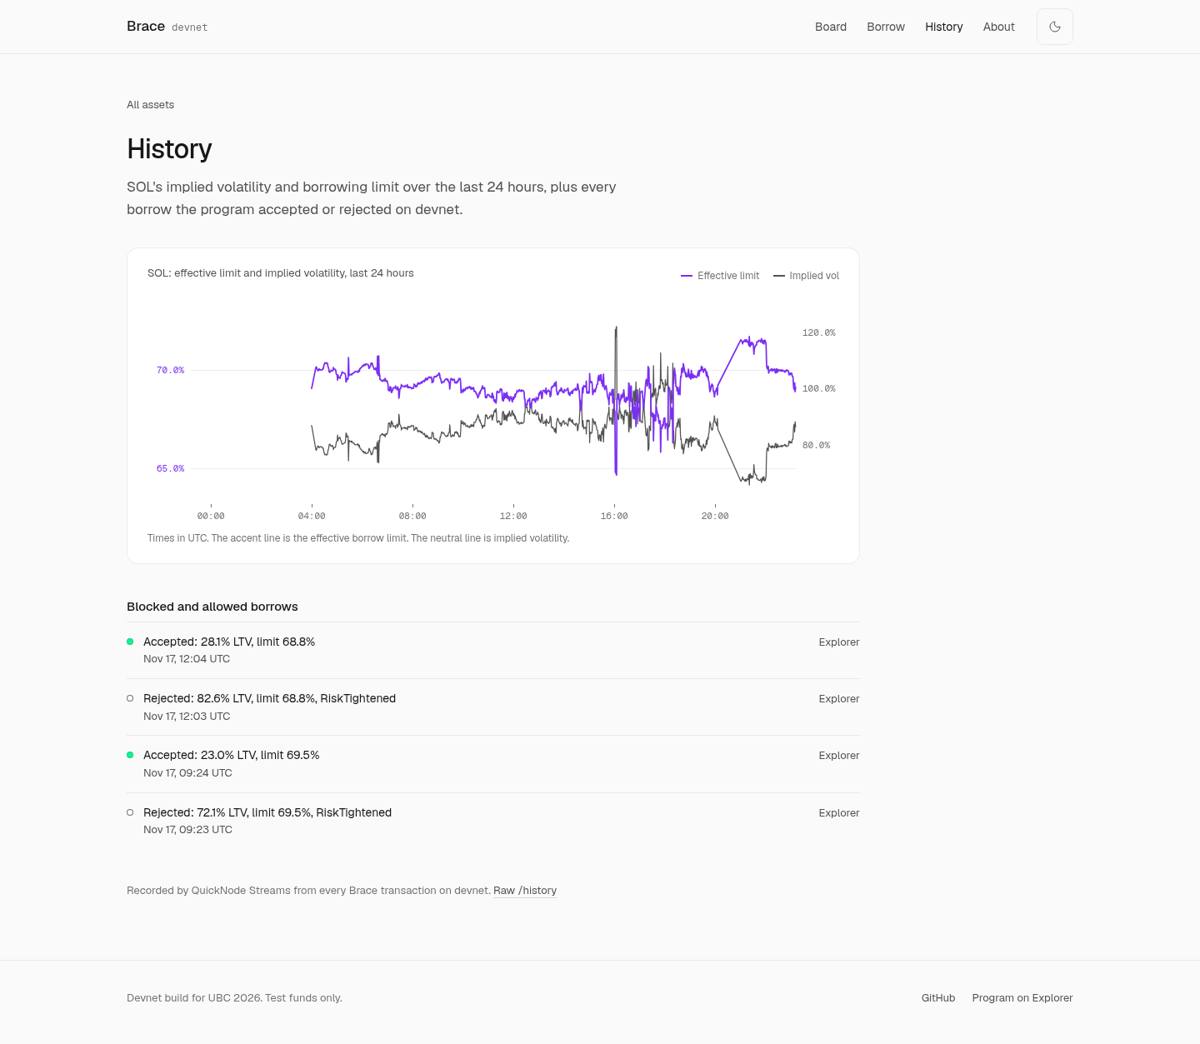 Brace devnet
Board Borrow History About
All assets
History
SOL's implied volatility and borrowing limit over the last 24 hours, plus every
borrow the program accepted or rejected on devnet.
SOL: effective limit and implied volatility, last 24 hours
Effective limit Implied vol
120.0%
70.0%
100.0%
80.0%
65.0%
00:00 04:00 08:00 12:00 16:00 20:00
Times in UTC. The accent line is the effective borrow limit. The neutral line is implied volatility.
Blocked and allowed borrows
Accepted: 28.1% LTV, limit 68.8% Explorer
Nov 17, 12:04 UTC
Rejected: 82.6% LTV, limit 68.8%, RiskTightened Explorer
Nov 17, 12:03 UTC
Accepted: 23.0% LTV, limit 69.5% Explorer
Nov 17, 09:24 UTC
Rejected: 72.1% LTV, limit 69.5%, RiskTightened Explorer
Nov 17, 09:23 UTC
Recorded by QuickNode Streams from every Brace transaction on devnet. Raw /history
Devnet build for UBC 2026. Test funds only.
GitHub Program on Explorer